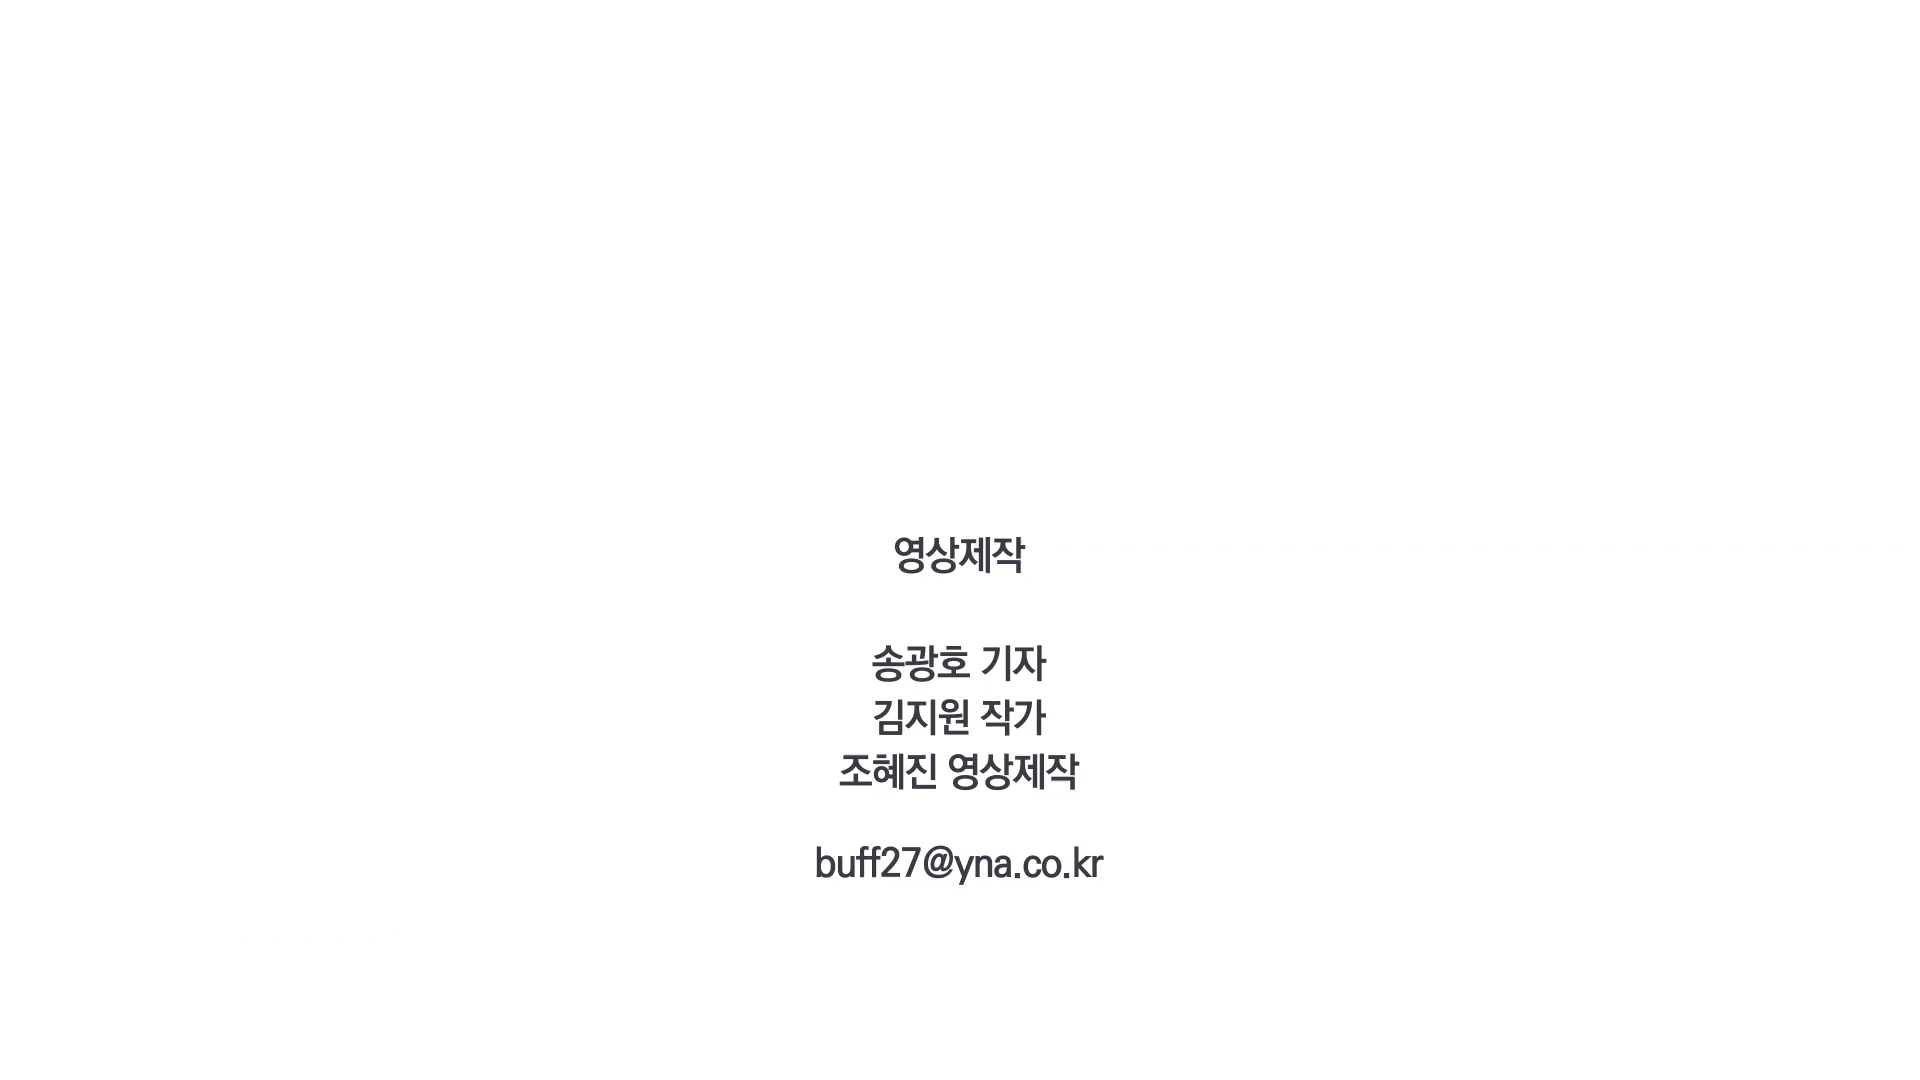 영상제작
송광호 기자
김지원 작가
조혜진 영상제작
buff27@yna.co.kr